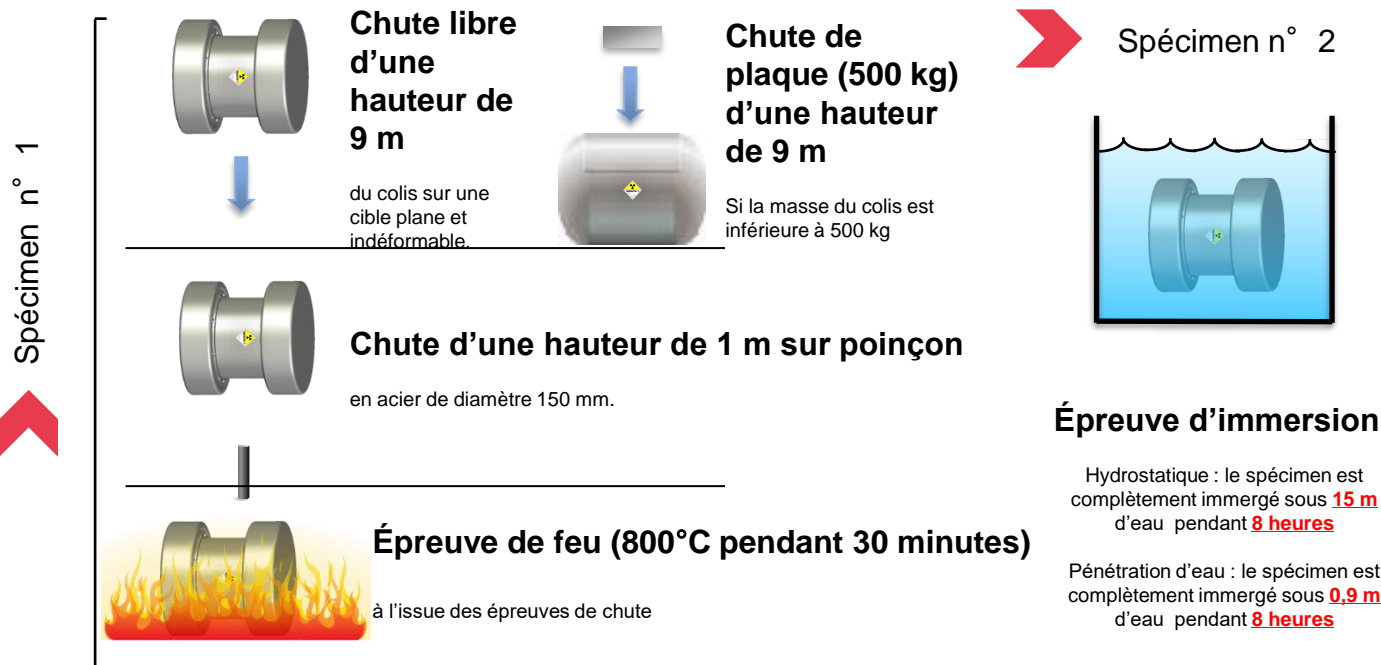 Spécimen n° 1
Chute libre
d’une
hauteur de
9 m
du colis sur une
cible plane et
indéformable.
Chute de
plaque (500 kg)
d’une hauteur
de 9 m
Si la masse du colis est
inférieure à 500 kg
Chute d’une hauteur de 1 m sur poinçon
en acier de diamètre 150 mm.
Épreuve de feu (800°C pendant 30 minutes)
à l’issue des épreuves de chute
Spécimen n° 2
Épreuve d’immersion
Hydrostatique : le spécimen est
complètement immergé sous 15 m
d’eau pendant 8 heures
Pénétration d’eau : le spécimen est
complètement immergé sous 0,9 m
d’eau pendant 8 heures